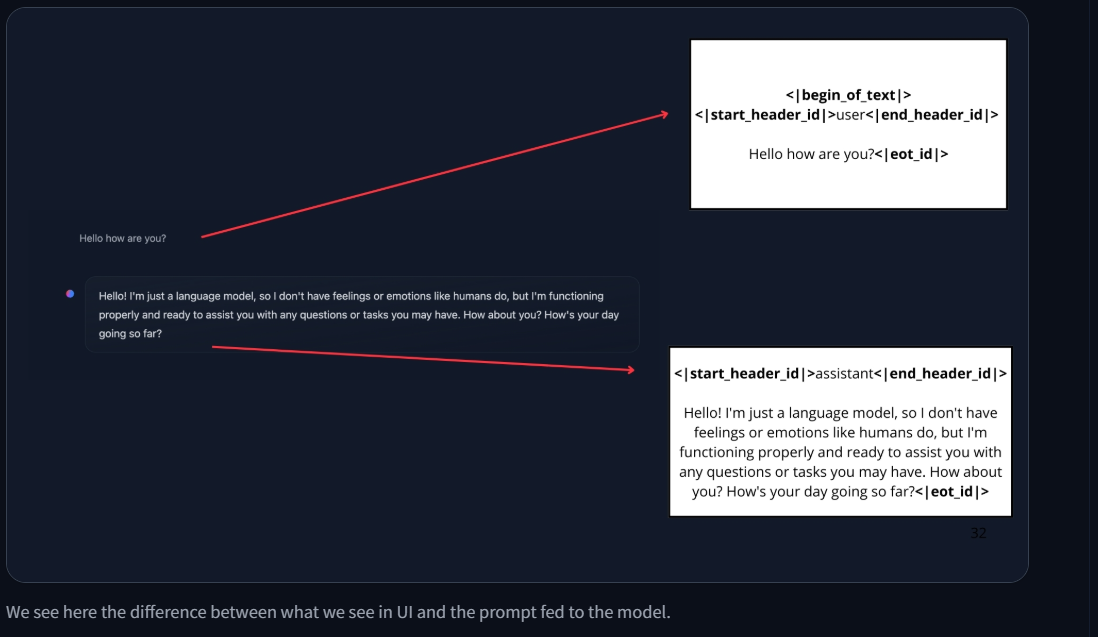 <|begin_of_text|>
<|start_header_id|>user<|end_header_id|>
Hello how are you?<|eot_id|>
Hello how are you?
Hello! I'm just a language model, so I don't have feelings or emotions like humans do, but I'm functioning
properly and ready to assist you with any questions or tasks you may have. How about you? How's your day
going so far?
<|start_header_id|>assistant<|end_header_id|>
Hello! I'm just a language model, so I don't have
feelings or emotions like humans do, but I'm
functioning properly and ready to assist you with
any questions or tasks you may have. How about
you? How's your day going so far?<|eot_id|>
32
We see here the difference between what we see in UI and the prompt fed to the model.